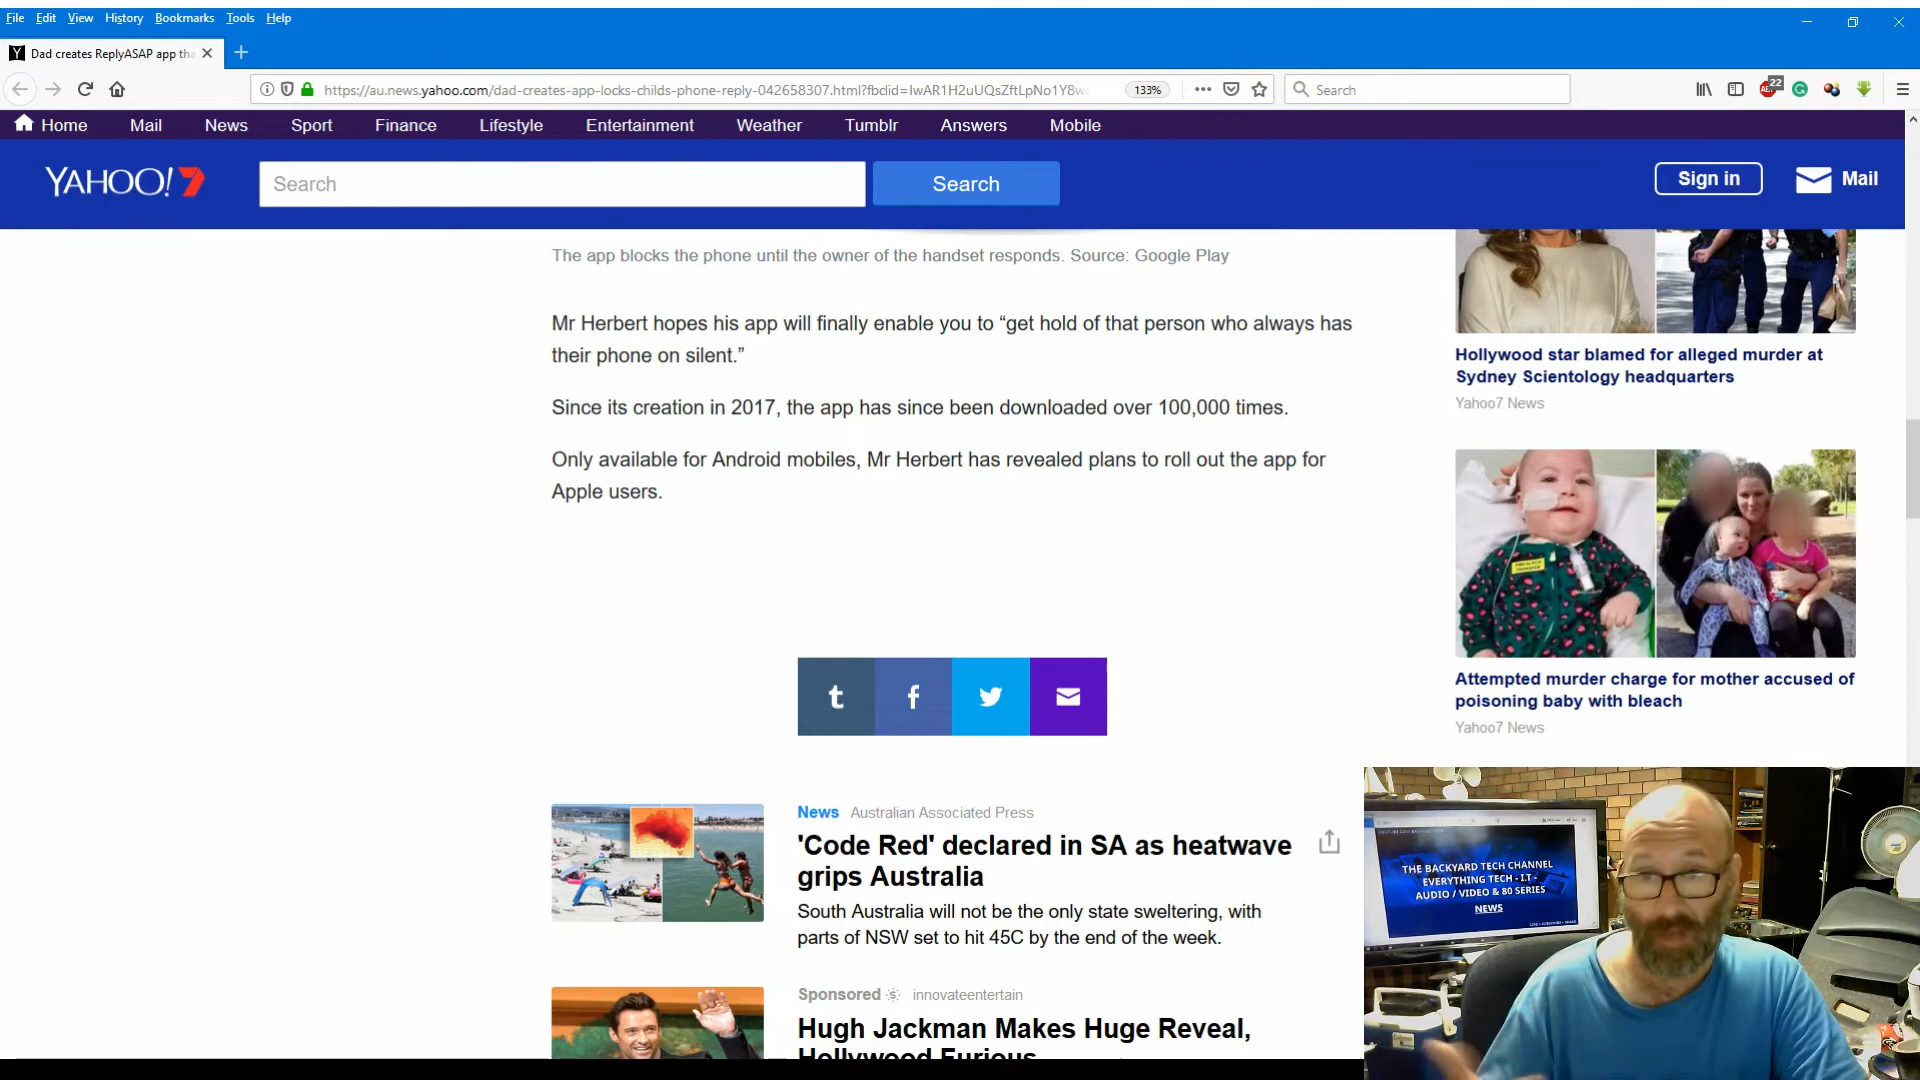 File Edit View History Bookmarks Tools Help
Dad creates ReplyASAP app tha
https://au.news.yahoo.com/dad-creates-app-locks-childs-phone-reply-042658307.html?fbclid=IwAR1H2uUQsZftLpNo1Y8w
133%
Search
22
Home Mail News Sport Finance Lifestyle Entertainment Weather Tumblr Answers Mobile
YAHOO!7
Search
Search
Sign in
Mail
The app blocks the phone until the owner of the handset responds. Source: Google Play
Mr Herbert hopes his app will finally enable you to “get hold of that person who always has
their phone on silent.”
Since its creation in 2017, the app has since been downloaded over 100,000 times.
Only available for Android mobiles, Mr Herbert has revealed plans to roll out the app for
Apple users.
Hollywood star blamed for alleged murder at
Sydney Scientology headquarters
Yahoo7 News
Attempted murder charge for mother accused of
poisoning baby with bleach
Yahoo7 News
News Australian Associated Press
'Code Red' declared in SA as heatwave
grips Australia
South Australia will not be the only state sweltering, with
parts of NSW set to hit 45C by the end of the week.
Sponsored innovateentertain
Hugh Jackman Makes Huge Reveal,
Hollywood Furious
THE BACKYARD TECH CHANNEL
EVERYTHING TECH - I.T -
AUDIO / VIDEO & 80 SERIES
NEWS